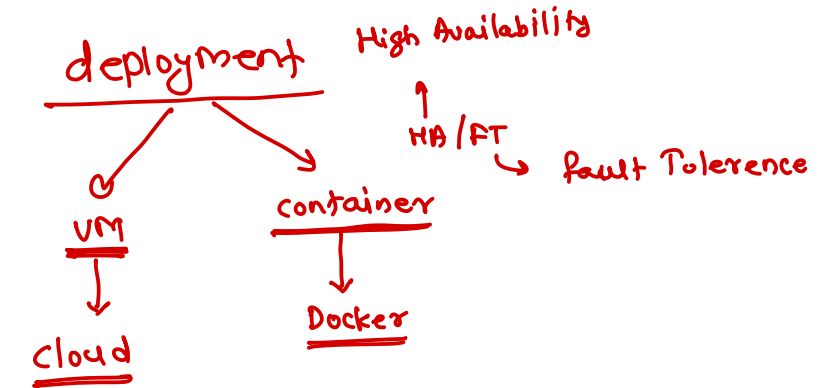 deployment
High Availability
HA/FT
fault Tolerence
VM
container
Cloud
Docker